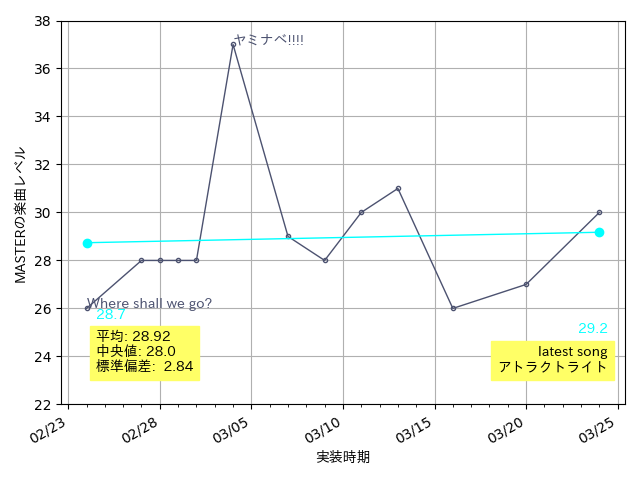 38
36
34
32
30
28
26
24
22
MASTERの楽曲レベル
ヤミナベ!!!!
Where shall we go?
28.7
平均: 28.92
中央値: 28.0
標準偏差: 2.84
29.2
latest song
アトラクトライト
02/23
02/28
03/05
03/10
03/15
03/20
03/25
実装時期